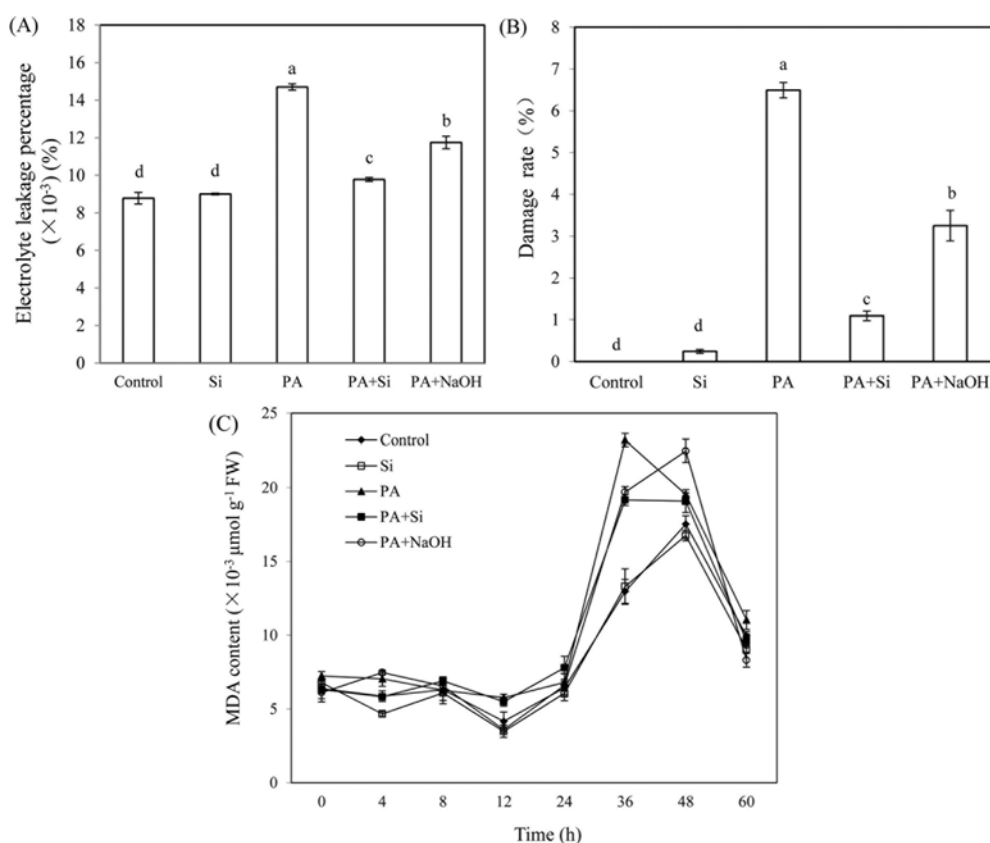 (A)
Electrolyte leakage percentage
(×10⁻³) (%)
18
16
14
12
10
8
6
4
2
0
d
d
a
c
b
Control Si PA PA+Si PA+NaOH
(B)
Damage rate (%)
8
7
6
5
4
3
2
1
0
d
d
a
c
b
Control Si PA PA+Si PA+NaOH
(C)
MDA content (×10⁻³ μmol g⁻¹ FW)
25
20
15
10
5
0
Control
Si
PA
PA+Si
PA+NaOH
0 4 8 12 24 36 48 60
Time (h)